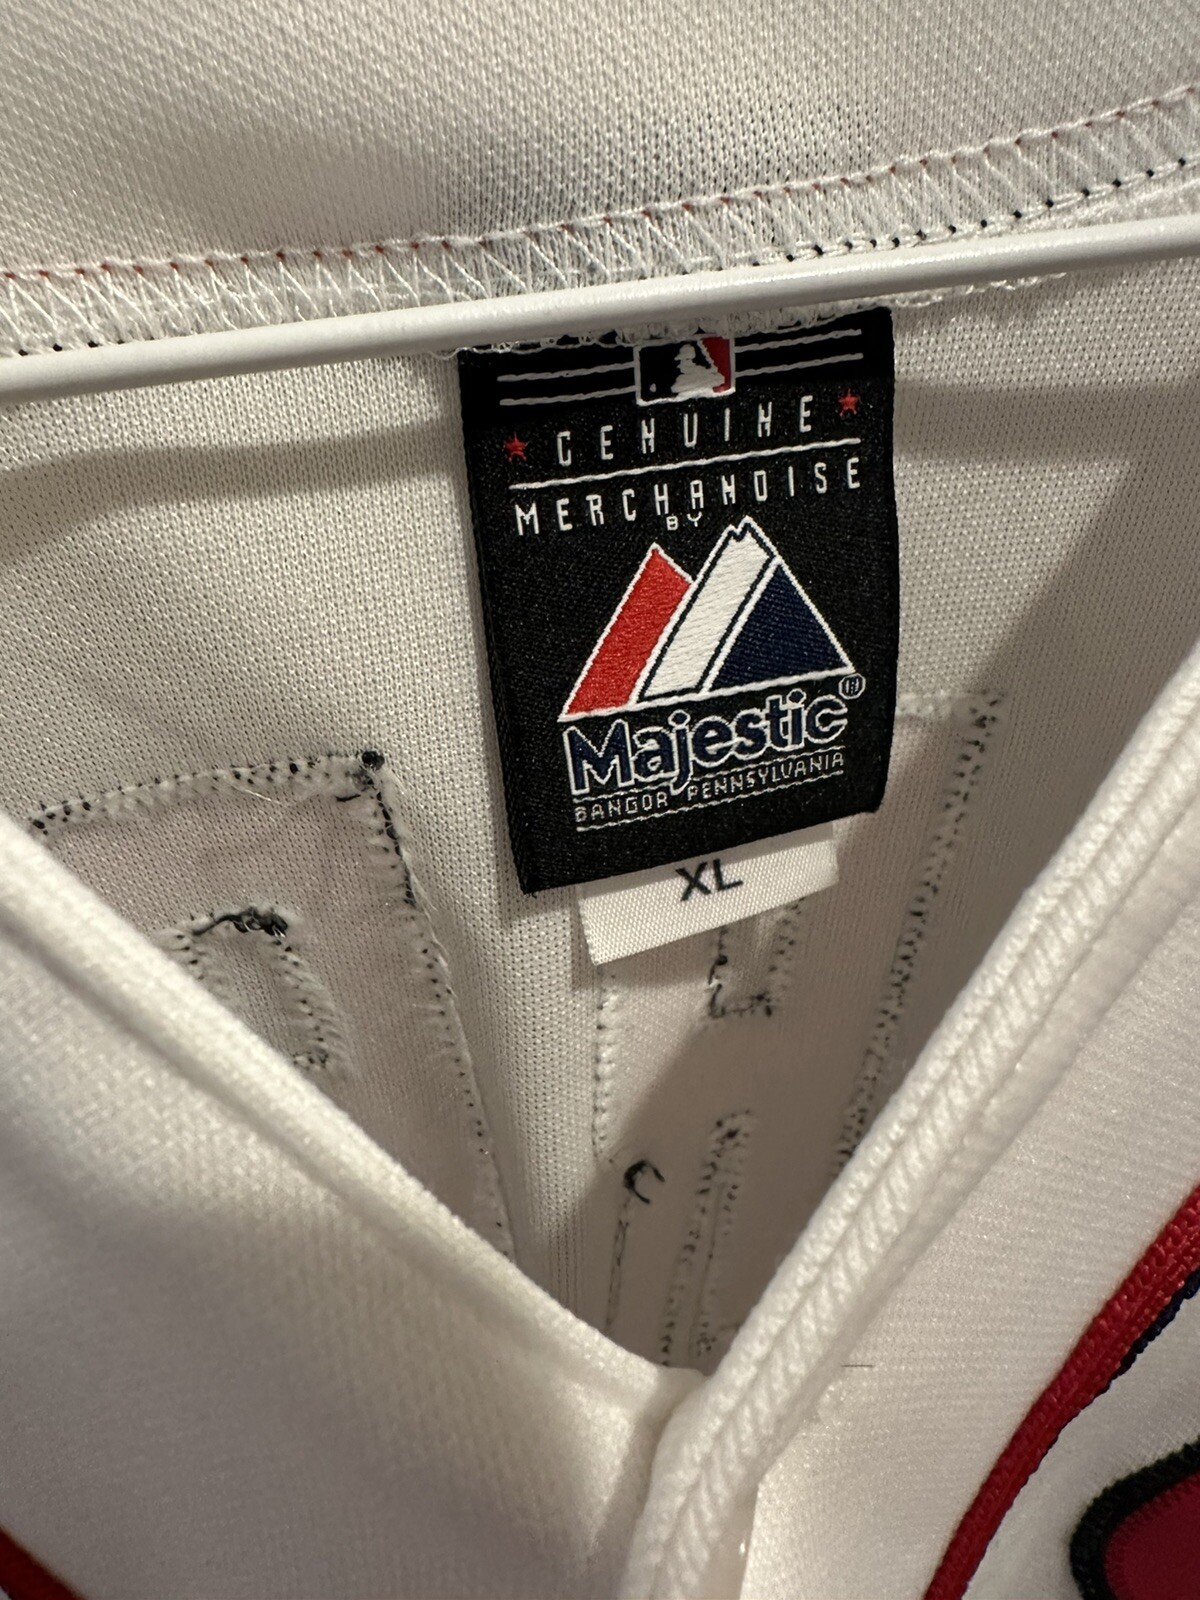 GENUINE
MERCHANDISE
BY
Majestic®
BANGOR PENNSYLVANIA
XL